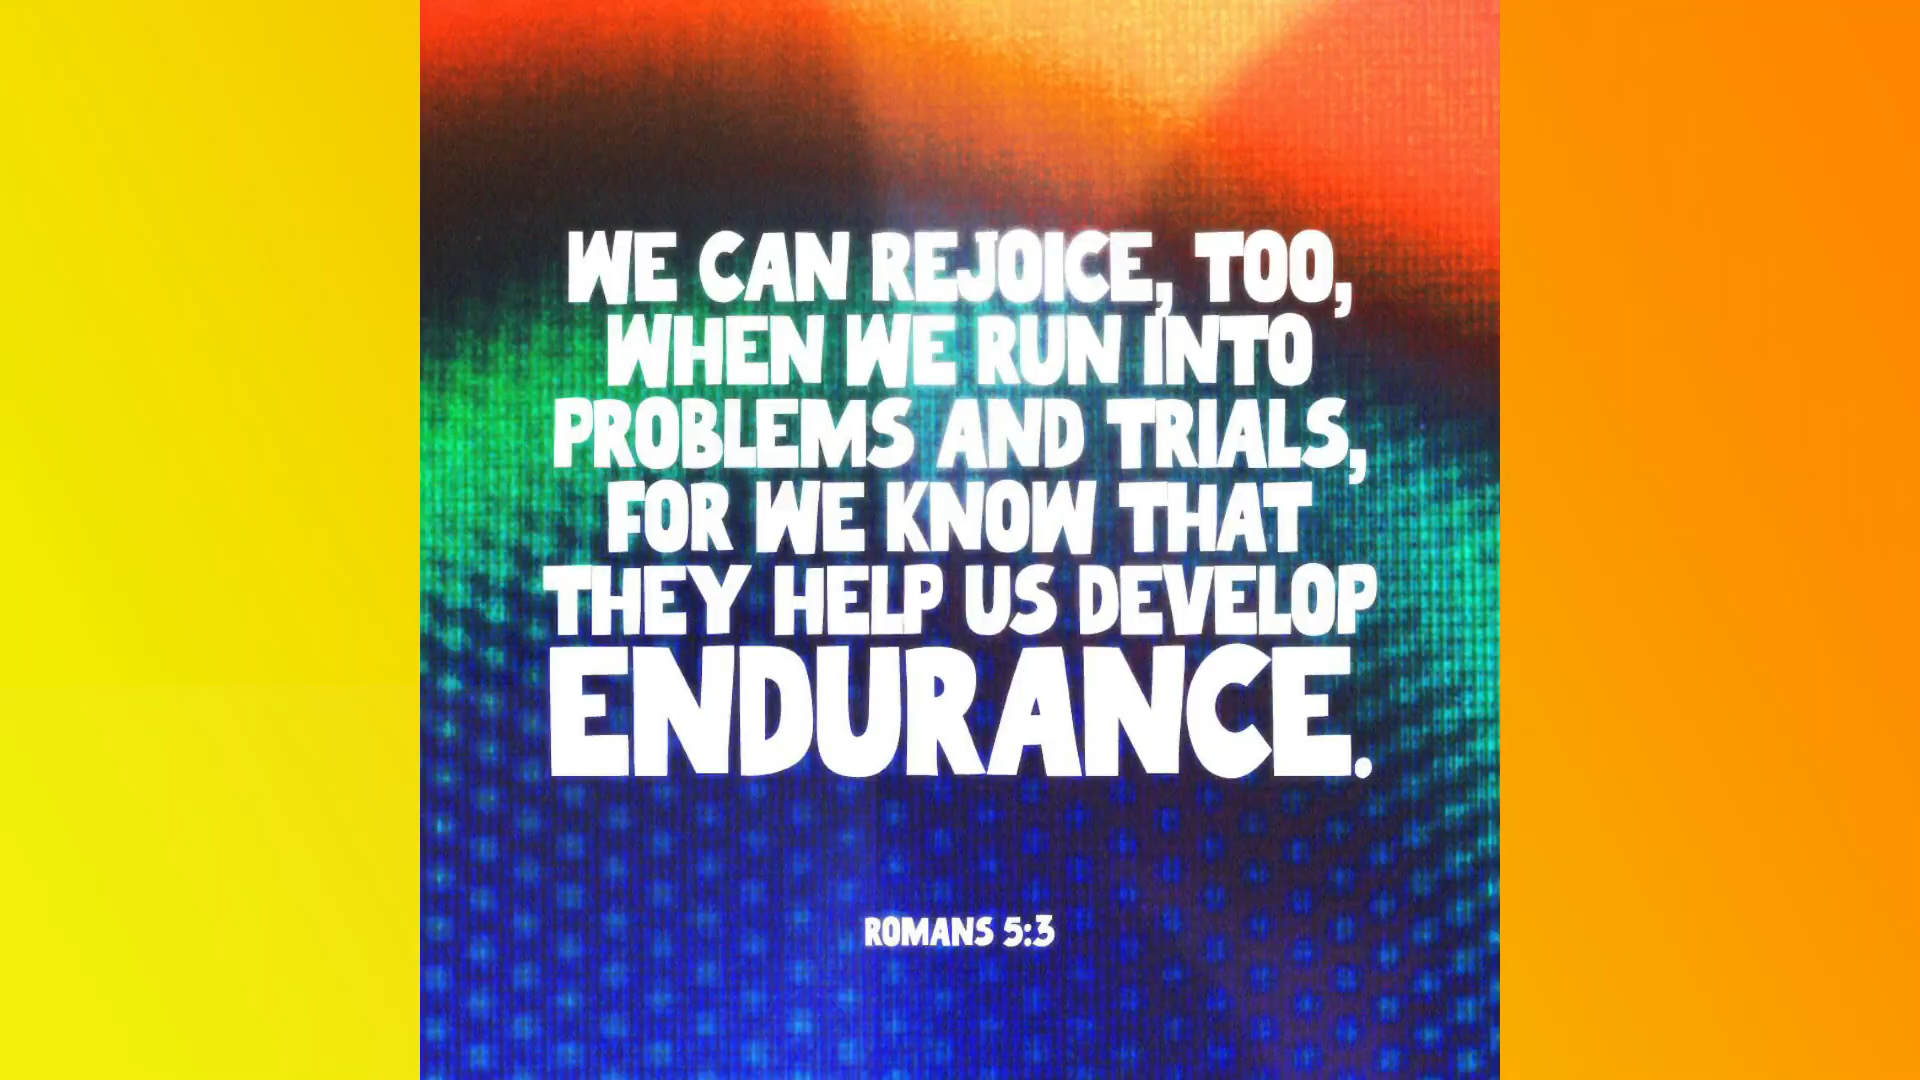 WE CAN REJOICE, TOO,
WHEN WE RUN INTO
PROBLEMS AND TRIALS,
FOR WE KNOW THAT
THEY HELP US DEVELOP
ENDURANCE.
ROMANS 5:3